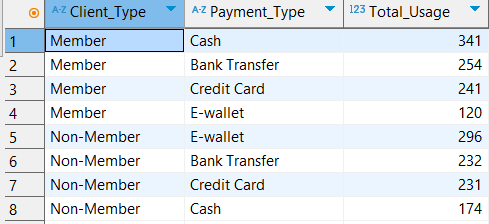 A-Z Client_Type A-Z Payment_Type 123 Total_Usage
1 Member Cash 341
2 Member Bank Transfer 254
3 Member Credit Card 241
4 Member E-wallet 120
5 Non-Member E-wallet 296
6 Non-Member Bank Transfer 232
7 Non-Member Credit Card 231
8 Non-Member Cash 174